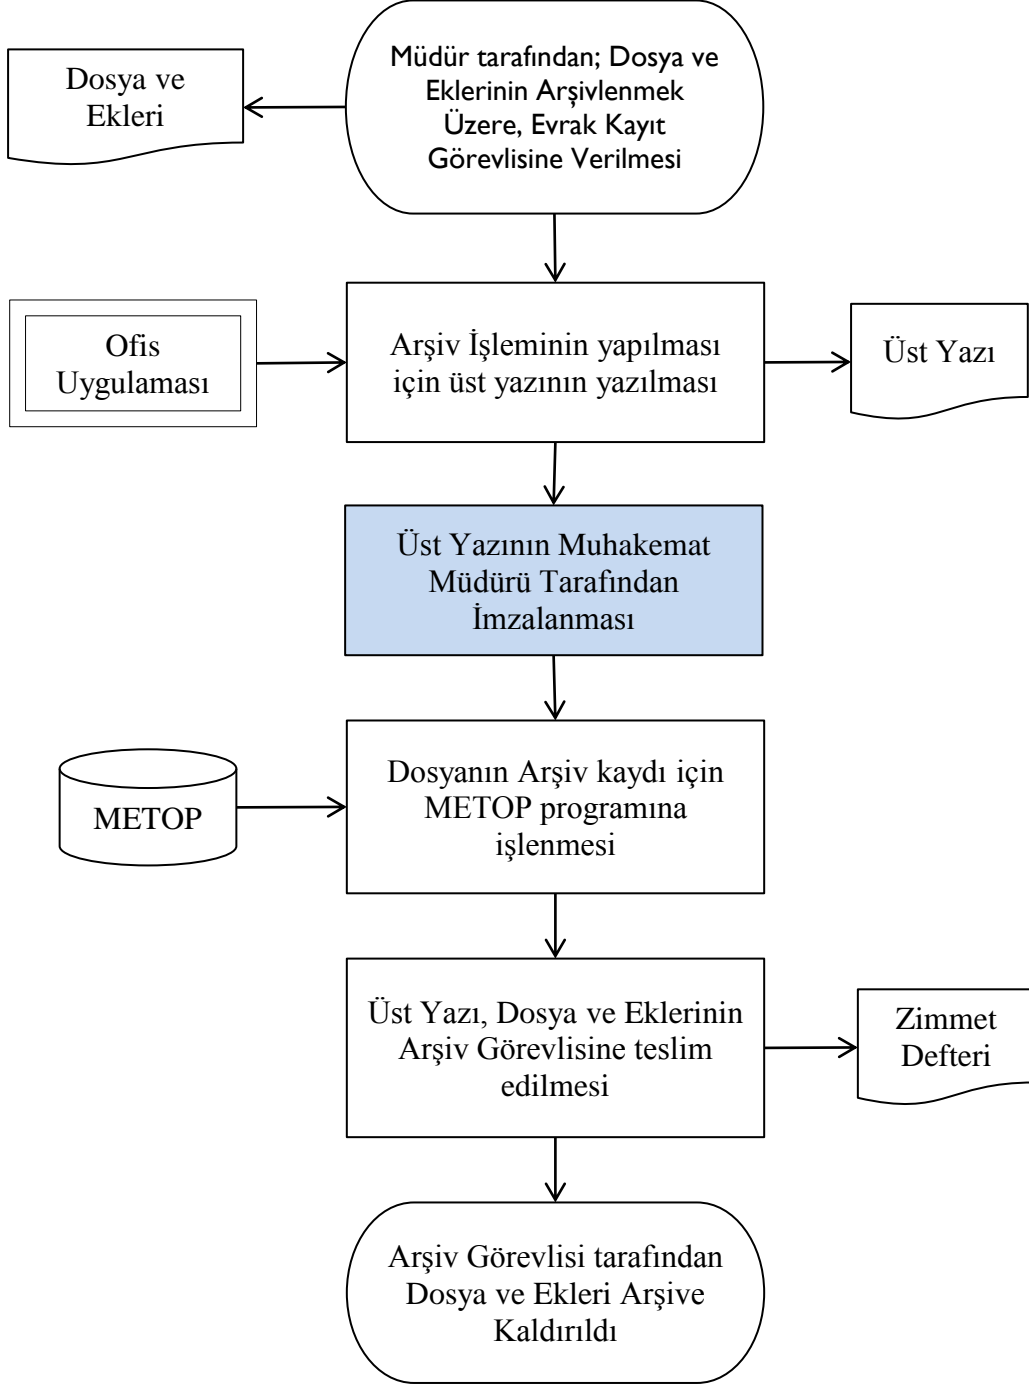 Müdür tarafından; Dosya ve
Eklerinin Arşivlenmek
Üzere, Evrak Kayıt
Görevlisine Verilmesi
Dosya ve
Ekleri
Ofis
Uygulaması
Arşiv İşleminin yapılması
için üst yazının yazılması
Üst Yazı
Üst Yazının Muhakemat
Müdürü Tarafından
İmzalanması
METOP
Dosyanın Arşiv kaydı için
METOP programına
işlenmesi
Üst Yazı, Dosya ve Eklerinin
Arşiv Görevlisine teslim
edilmesi
Zimmet
Defteri
Arşiv Görevlisi tarafından
Dosya ve Ekleri Arşive
Kaldırıldı